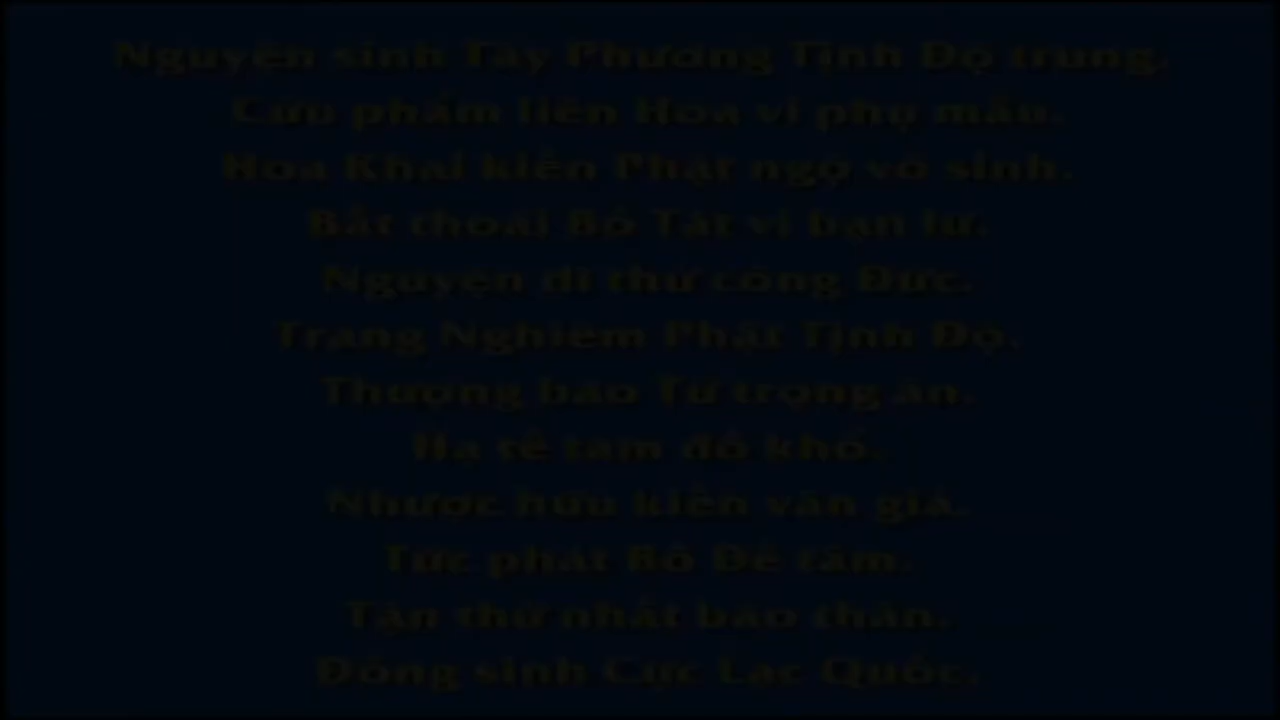 Nguyện sinh Tây Phương Tịnh Độ trung,
Cửu phẩm liên Hoa vi phụ mẫu.
Hoa Khai kiến Phật ngộ vô sinh.
Bất thoái Bồ Tát vi bạn lữ.
Nguyện dĩ thử công Đức.
Trang Nghiêm Phật Tịnh Độ.
Thượng báo Tứ trọng ân.
Hạ tế tam đồ khổ.
Nhược hữu kiến văn giả.
Tức phát Bồ Đề tâm.
Tận thử nhất báo thân.
Đồng sinh Cực Lạc Quốc.